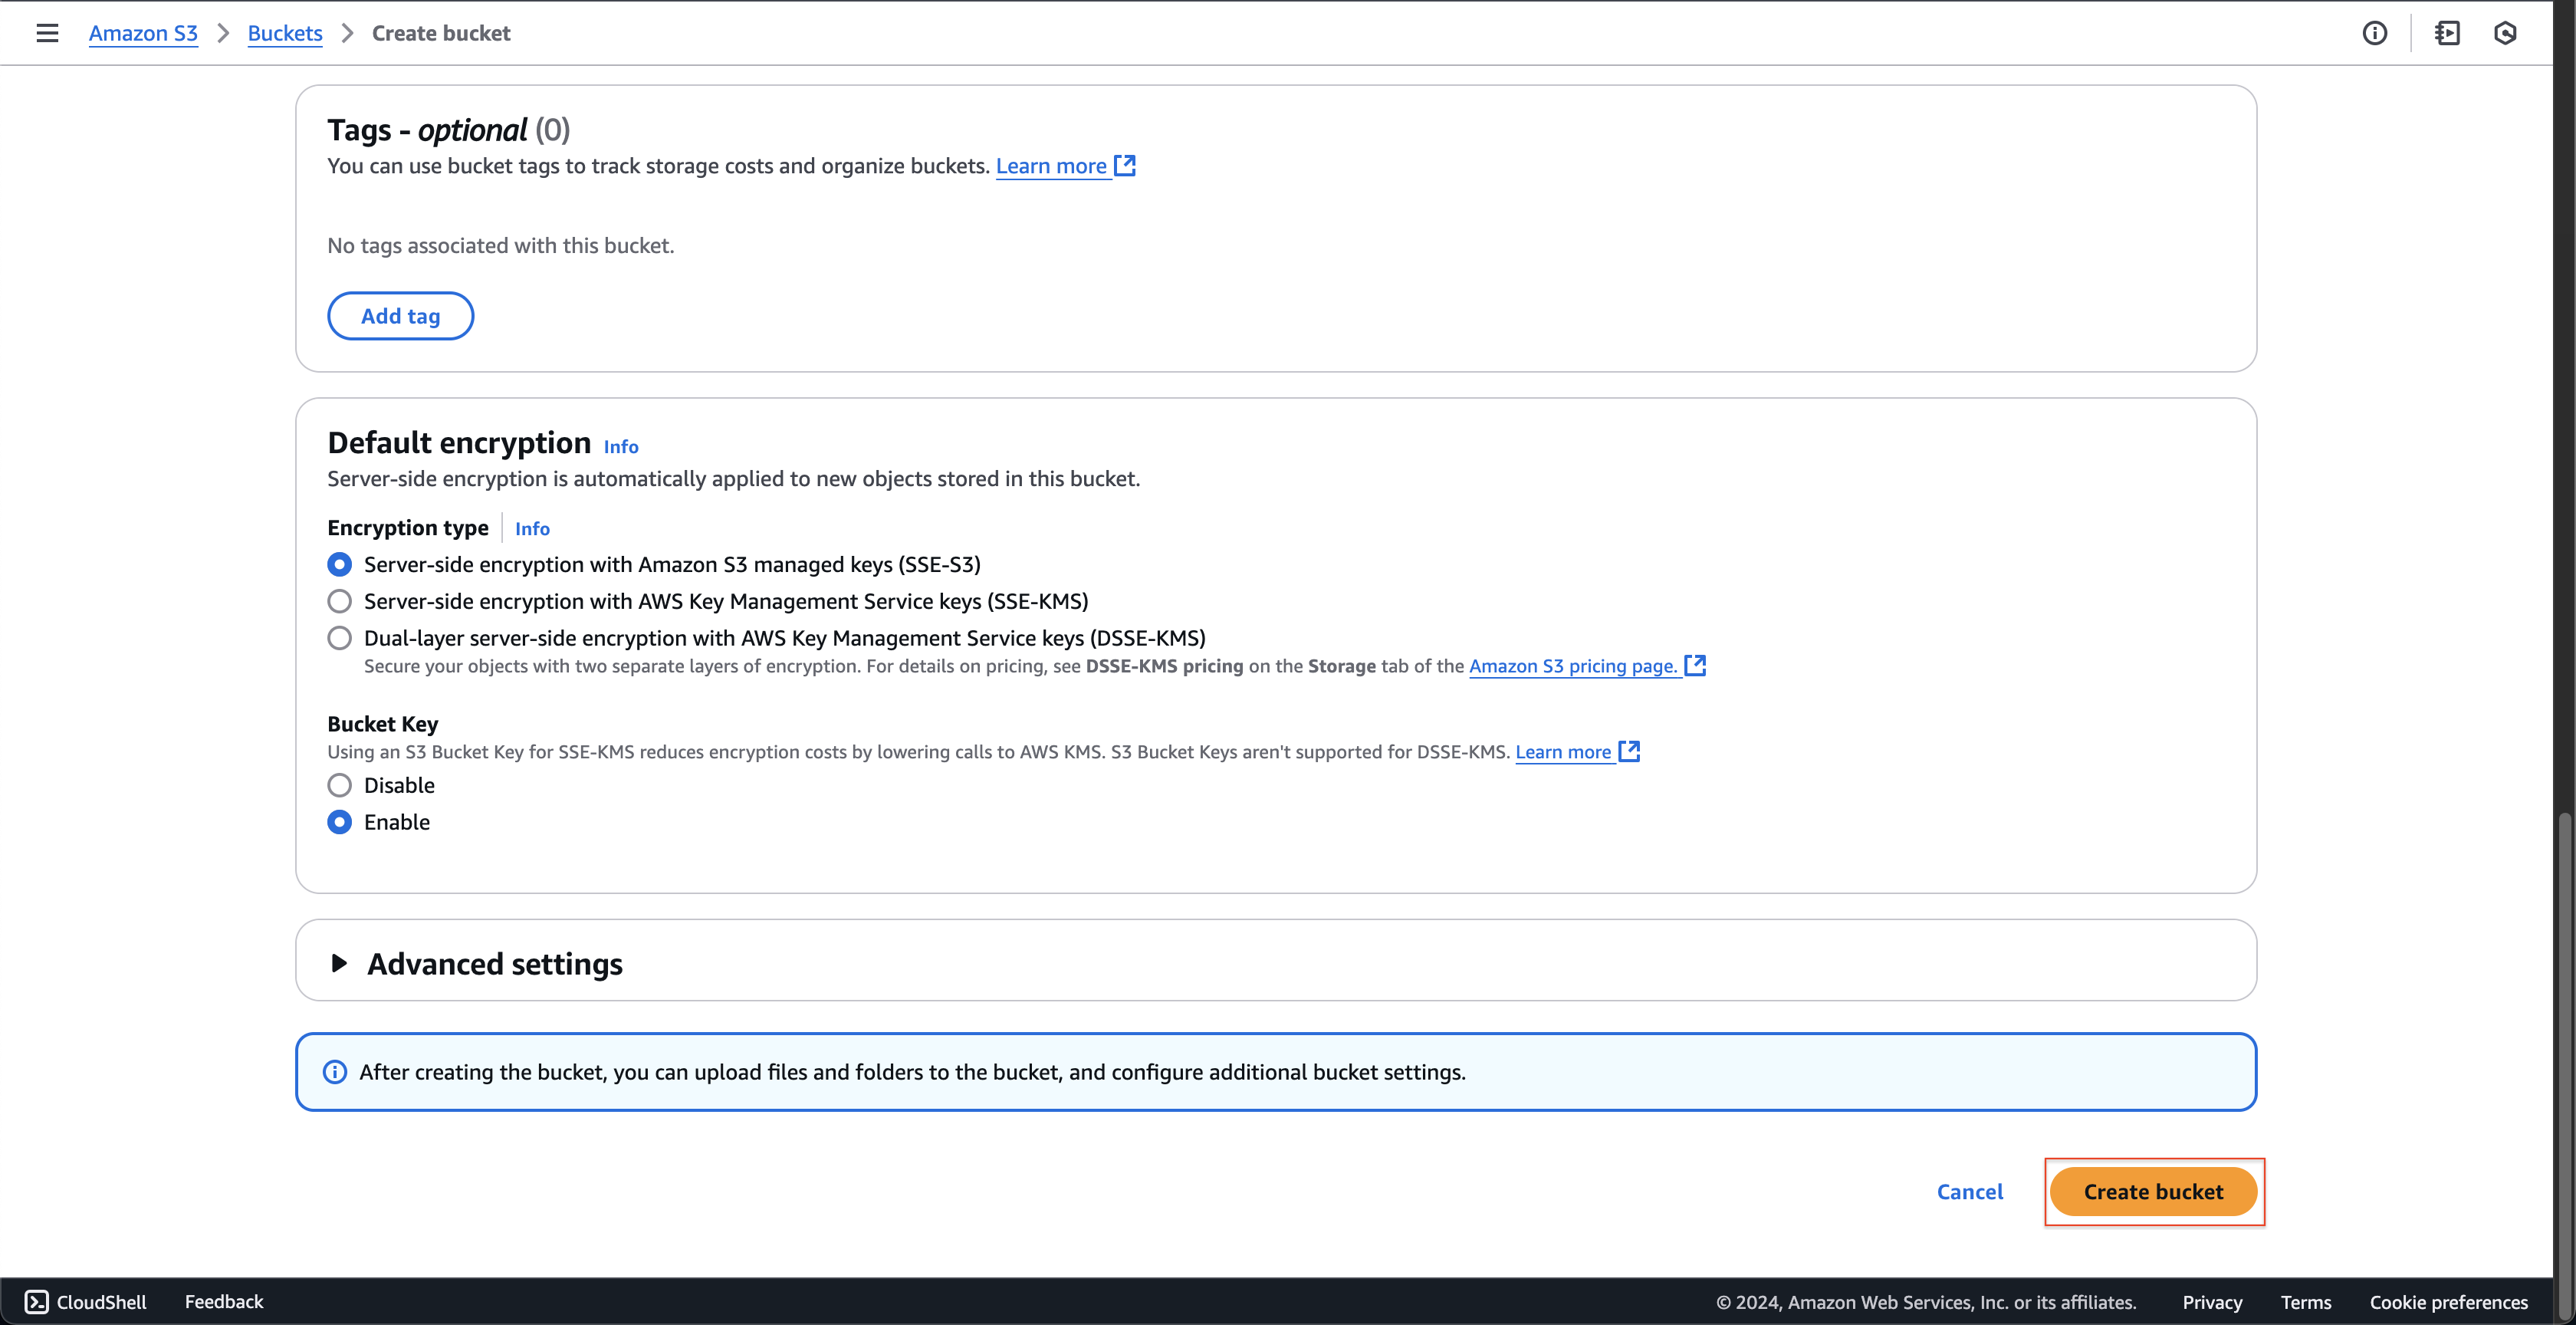 Amazon S3 > Buckets > Create bucket
Tags - optional (0)
You can use bucket tags to track storage costs and organize buckets. Learn more
No tags associated with this bucket.
Add tag
Default encryption Info
Server-side encryption is automatically applied to new objects stored in this bucket.
Encryption type Info
Server-side encryption with Amazon S3 managed keys (SSE-S3)
Server-side encryption with AWS Key Management Service keys (SSE-KMS)
Dual-layer server-side encryption with AWS Key Management Service keys (DSSE-KMS)
Secure your objects with two separate layers of encryption. For details on pricing, see DSSE-KMS pricing on the Storage tab of the Amazon S3 pricing page.
Bucket Key
Using an S3 Bucket Key for SSE-KMS reduces encryption costs by lowering calls to AWS KMS. S3 Bucket Keys aren't supported for DSSE-KMS. Learn more
Disable
Enable
Advanced settings
After creating the bucket, you can upload files and folders to the bucket, and configure additional bucket settings.
Cancel Create bucket
CloudShell Feedback © 2024, Amazon Web Services, Inc. or its affiliates. Privacy Terms Cookie preferences